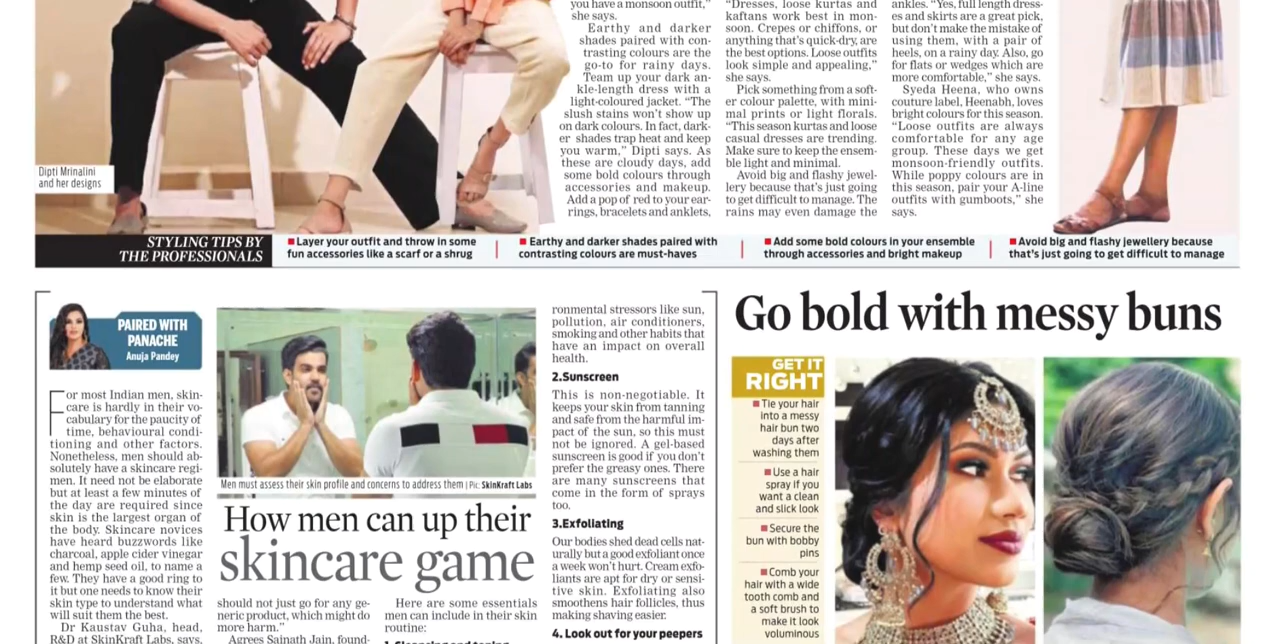 you have a monsoon outfit,”
she says.
Earthy and darker
shades paired with con-
trasting colours are the
go-to for rainy days.
Team up your dark an-
kle-length dress with a
light-coloured jacket. “The
slush stains won’t show up
on dark colours. In fact, dark-
er shades trap heat and keep
you warm,” Dipti says. As
these are cloudy days, add
some bold colours through
accessories and makeup.
Add a pop of red to your ear-
rings, bracelets and anklets,
“Dresses, loose kurtas and
kaftans work best in mon-
soon. Crepes or chiffons, or
anything that’s quick-dry, are
the best options. Loose outfits
look simple and appealing,”
she says.
Pick something from a soft-
er colour palette, with mini-
mal prints or light florals.
“This season kurtas and loose
casual dresses are trending.
Make sure to keep the ensem-
ble light and minimal.
Avoid big and flashy jewel-
lery because that’s just going
to get difficult to manage. The
rains may even damage the
ankles. “Yes, full length dress-
es and skirts are a great pick,
but don’t make the mistake of
using them, with a pair of
heels, on a rainy day. Also, go
for flats or wedges which are
more comfortable,” she says.
Syeda Heena, who owns
couture label, Heenabh, loves
bright colours for this season.
“Loose outfits are always
comfortable for any age
group. These days we get
monsoon-friendly outfits.
While poppy colours are in
this season, pair your A-line
outfits with gumboots,” she
says.
Dipti Mrinalini
and her designs
STYLING TIPS BY
THE PROFESSIONALS
Layer your outfit and throw in some
fun accessories like a scarf or a shrug
Earthy and darker shades paired with
contrasting colours are must-haves
Add some bold colours in your ensemble
through accessories and bright makeup
Avoid big and flashy jewellery because
that’s just going to get difficult to manage
PAIRED WITH
PANACHE
Anuja Pandey
For most Indian men, skin-
care is hardly in their vo-
cabulary for the paucity of
time, behavioural condi-
tioning and other factors.
Nonetheless, men should ab-
solutely have a skincare regi-
men. It need not be elaborate
but at least a few minutes of
the day are required since
skin is the largest organ of
the body. Skincare novices
have heard buzzwords like
charcoal, apple cider vinegar
and hemp seed oil, to name a
few. They have a good ring to
it but one needs to know their
skin type to understand what
will suit them the best.
Dr Kaustav Guha, head,
R&D at SkinKraft Labs, says,
Men must assess their skin profile and concerns to address them | Pic: SkinKraft Labs
How men can up their
skincare game
should not just go for any ge-
neric product, which might do
more harm.”
Agrees Sainath Jain, found-
Here are some essentials
men can include in their skin
routine:
ronmental stressors like sun,
pollution, air conditioners,
smoking and other habits that
have an impact on overall
health.
2.Sunscreen
This is non-negotiable. It
keeps your skin from tanning
and safe from the harmful im-
pact of the sun, so this must
not be ignored. A gel-based
sunscreen is good if you don’t
prefer the greasy ones. There
are many sunscreens that
come in the form of sprays
too.
3.Exfoliating
Our bodies shed dead cells nat-
urally but a good exfoliant once
a week won’t hurt. Cream exfo-
liants are apt for dry or sensi-
tive skin. Exfoliating also
smoothens hair follicles, thus
making shaving easier.
4. Look out for your peepers
Go bold with messy buns
GET IT
RIGHT
Tie your hair
into a messy
hair bun two
days after
washing them
Use a hair
spray if you
want a clean
and slick look
Secure the
bun with bobby
pins
Comb your
hair with a wide
tooth comb and
a soft brush to
make it look
voluminous